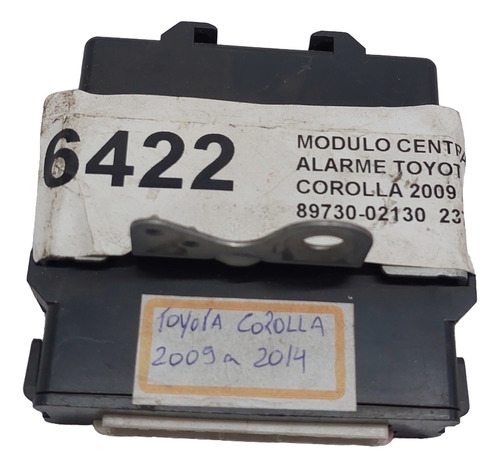 6422
MODULO CENTRA
ALARME TOYOT
COROLLA 2009
89730-02130 23
TOYOTA COROLLA
2009 a 2014